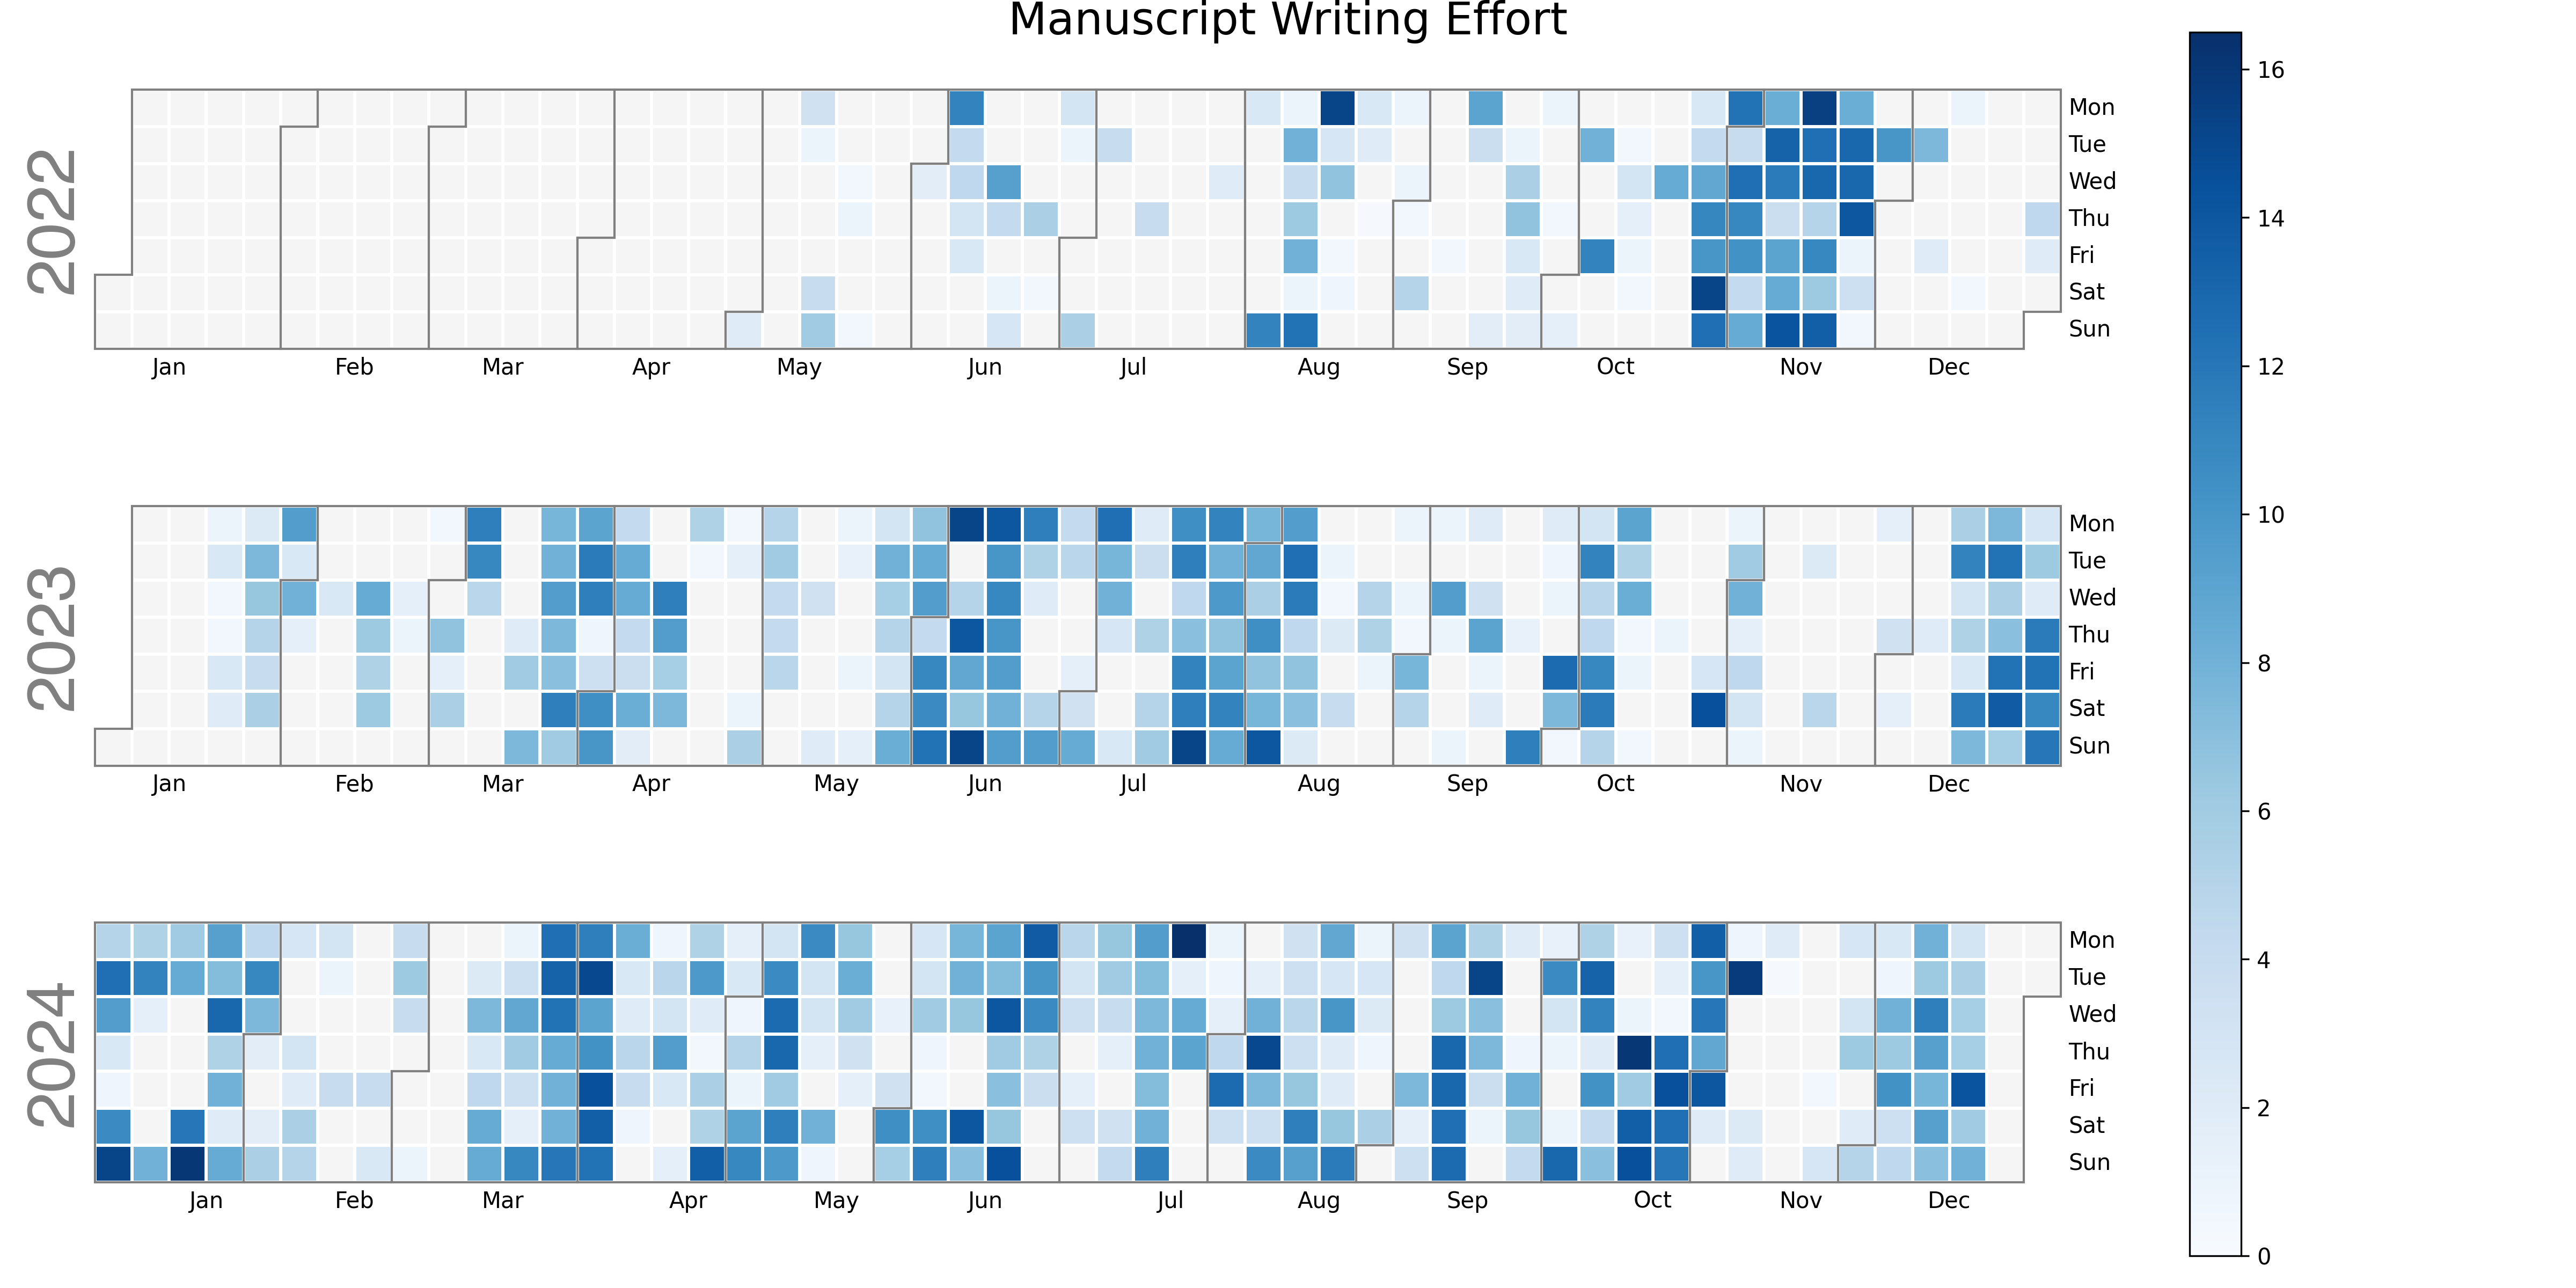 Manuscript Writing Effort
2022
Mon
Tue
Wed
Thu
Fri
Sat
Sun
Jan Feb Mar Apr May Jun Jul Aug Sep Oct Nov Dec
2023
Mon
Tue
Wed
Thu
Fri
Sat
Sun
Jan Feb Mar Apr May Jun Jul Aug Sep Oct Nov Dec
2024
Mon
Tue
Wed
Thu
Fri
Sat
Sun
Jan Feb Mar Apr May Jun Jul Aug Sep Oct Nov Dec
16
14
12
10
8
6
4
2
0